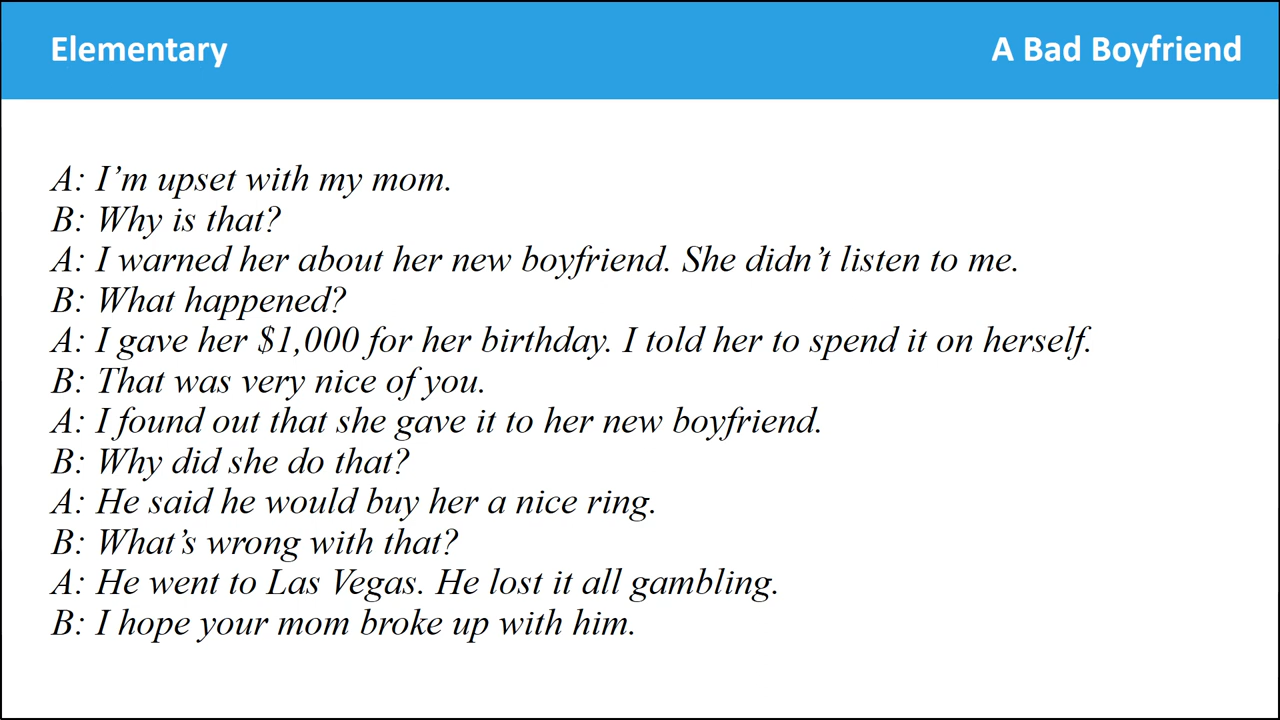 Elementary
A Bad Boyfriend
A: I’m upset with my mom.
B: Why is that?
A: I warned her about her new boyfriend. She didn’t listen to me.
B: What happened?
A: I gave her $1,000 for her birthday. I told her to spend it on herself.
B: That was very nice of you.
A: I found out that she gave it to her new boyfriend.
B: Why did she do that?
A: He said he would buy her a nice ring.
B: What’s wrong with that?
A: He went to Las Vegas. He lost it all gambling.
B: I hope your mom broke up with him.